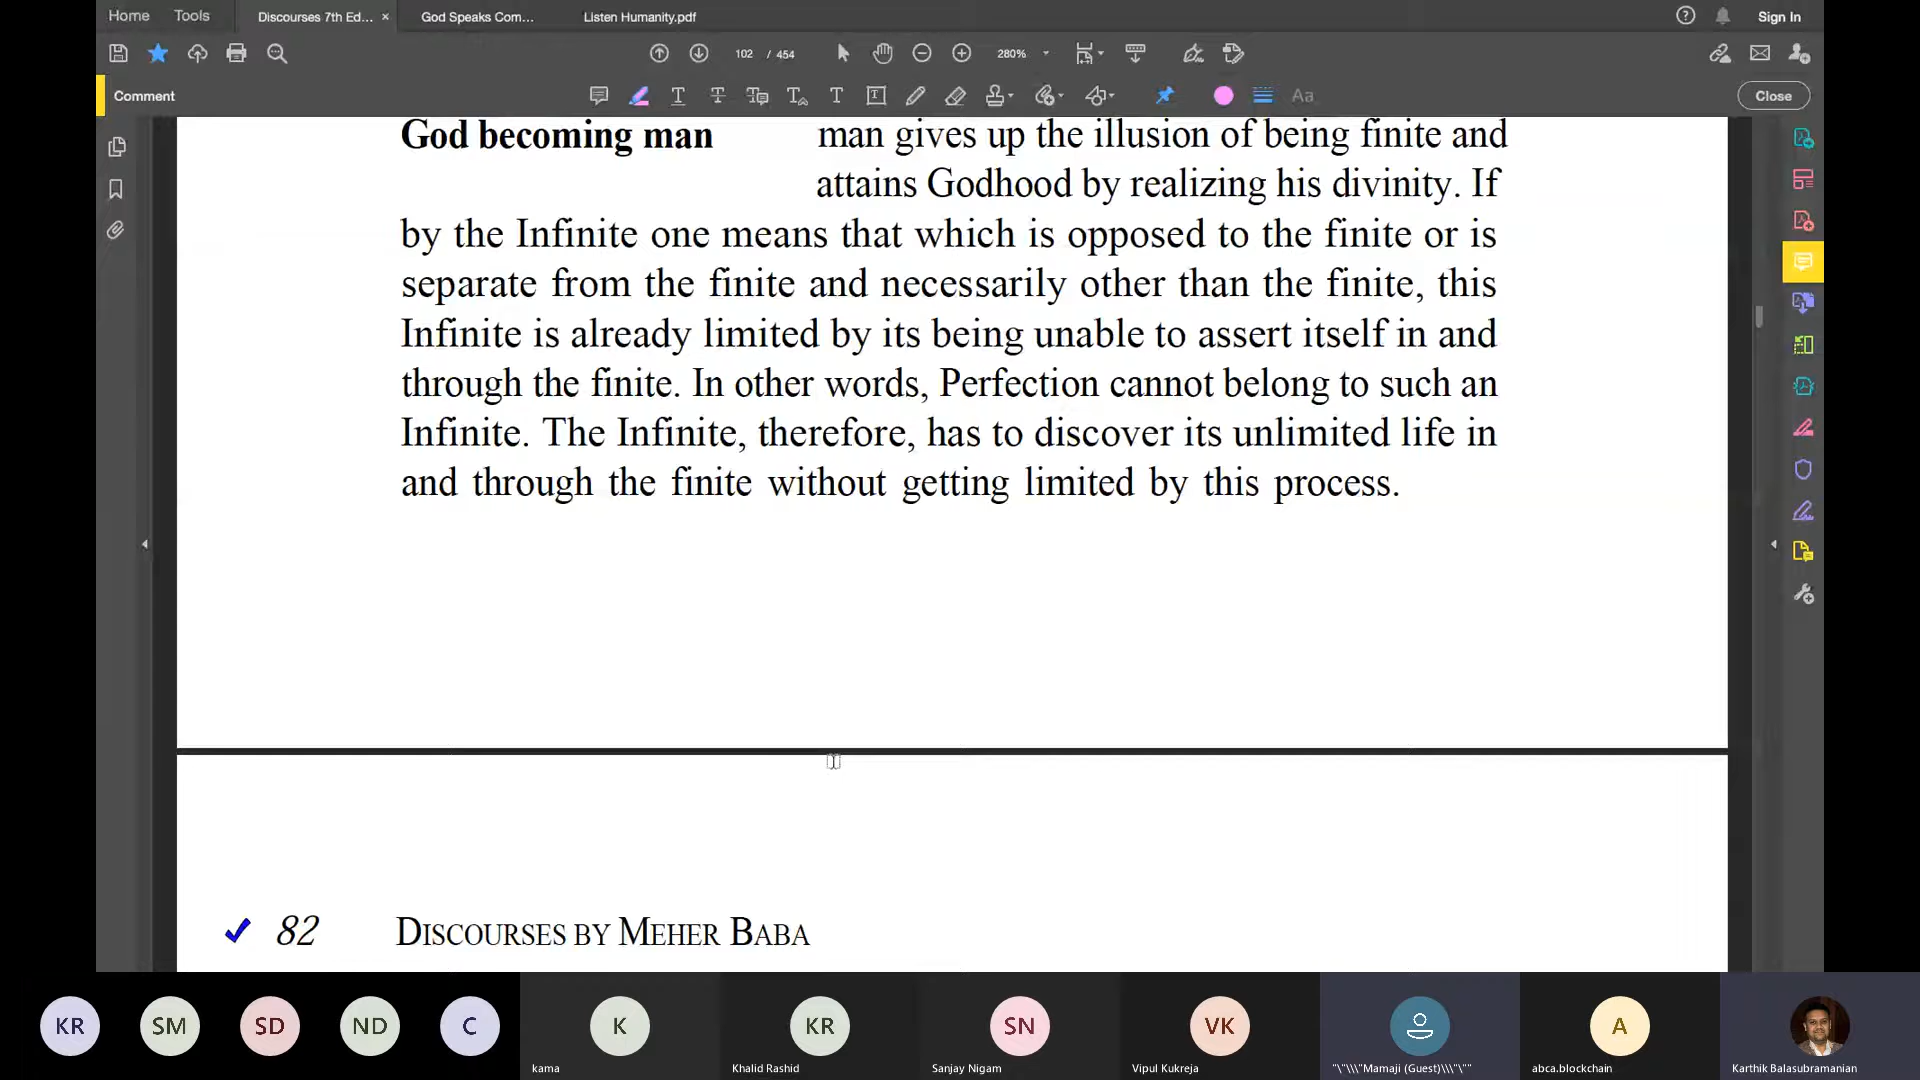 Home Tools Discourses 7th Ed... × God Speaks Com... Listen Humanity.pdf Sign In
102 / 454 280%
Comment Close
God becoming man
man gives up the illusion of being finite and
attains Godhood by realizing his divinity. If
by the Infinite one means that which is opposed to the finite or is
separate from the finite and necessarily other than the finite, this
Infinite is already limited by its being unable to assert itself in and
through the finite. In other words, Perfection cannot belong to such an
Infinite. The Infinite, therefore, has to discover its unlimited life in
and through the finite without getting limited by this process.
82 DISCOURSES BY MEHER BABA
KR SM SD ND C K KR SN VK A
kama Khalid Rashid Sanjay Nigam Vipul Kukreja "\"\\\"Mamaji (Guest)\\\"\"" abca.blockchain Karthik Balasubramanian